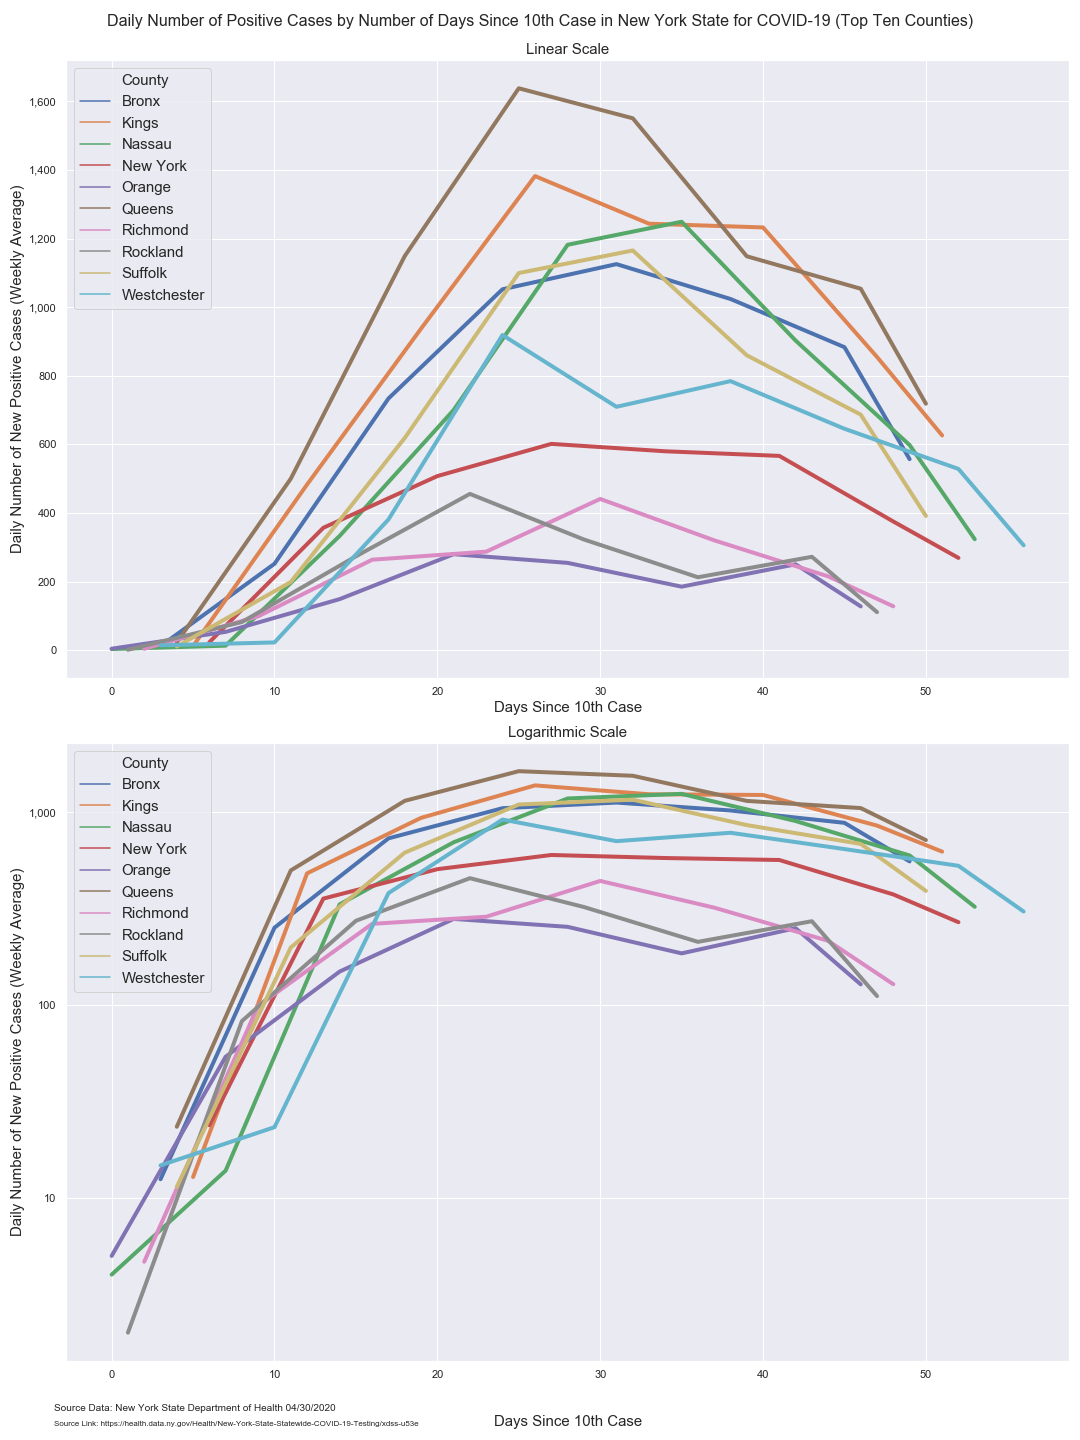 Daily Number of Positive Cases by Number of Days Since 10th Case in New York State for COVID-19 (Top Ten Counties)
Linear Scale
Daily Number of New Positive Cases (Weekly Average)
1,600
1,400
1,200
1,000
800
600
400
200
0
County
Bronx
Kings
Nassau
New York
Orange
Queens
Richmond
Rockland
Suffolk
Westchester
0 10 20 30 40 50
Days Since 10th Case
Logarithmic Scale
Daily Number of New Positive Cases (Weekly Average)
1,000
100
10
County
Bronx
Kings
Nassau
New York
Orange
Queens
Richmond
Rockland
Suffolk
Westchester
0 10 20 30 40 50
Days Since 10th Case
Source Data: New York State Department of Health 04/30/2020
Source Link: https://health.data.ny.gov/Health/New-York-State-Statewide-COVID-19-Testing/xdss-u53e